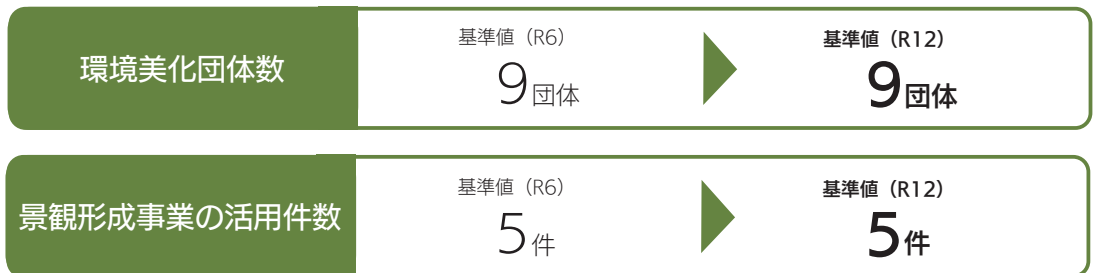 環境美化団体数
基準値（R6）
9団体
基準値（R12）
9団体
景観形成事業の活用件数
基準値（R6）
5件
基準値（R12）
5件